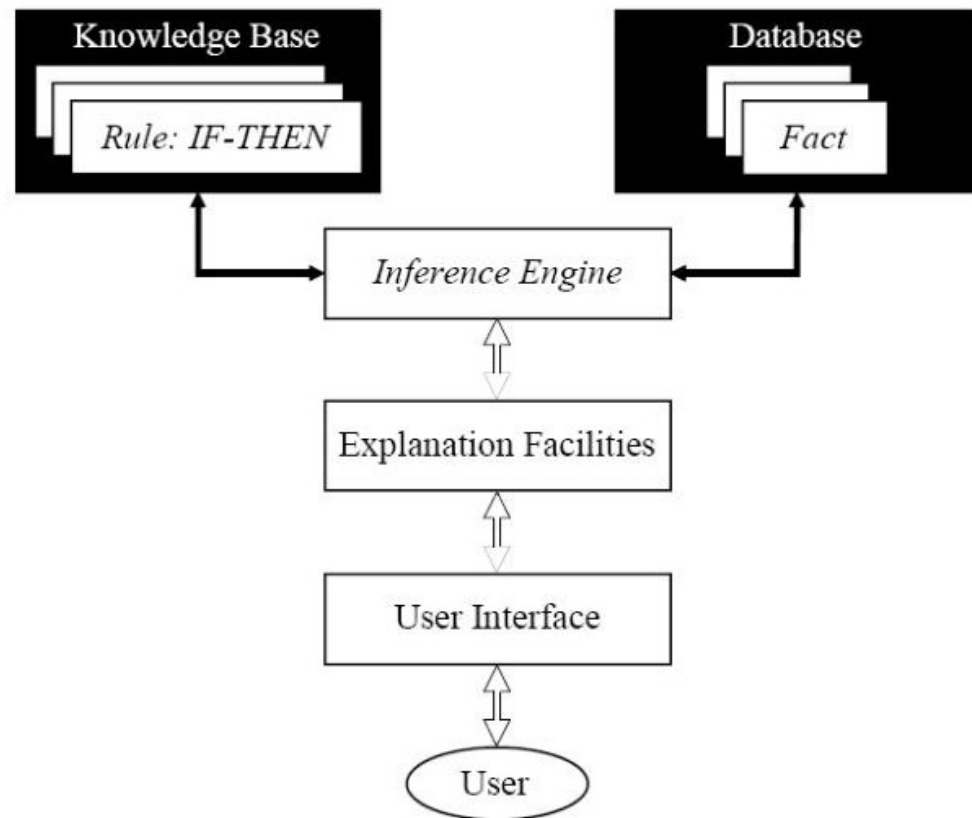 Knowledge Base
Rule: IF-THEN
Database
Fact
Inference Engine
Explanation Facilities
User Interface
User